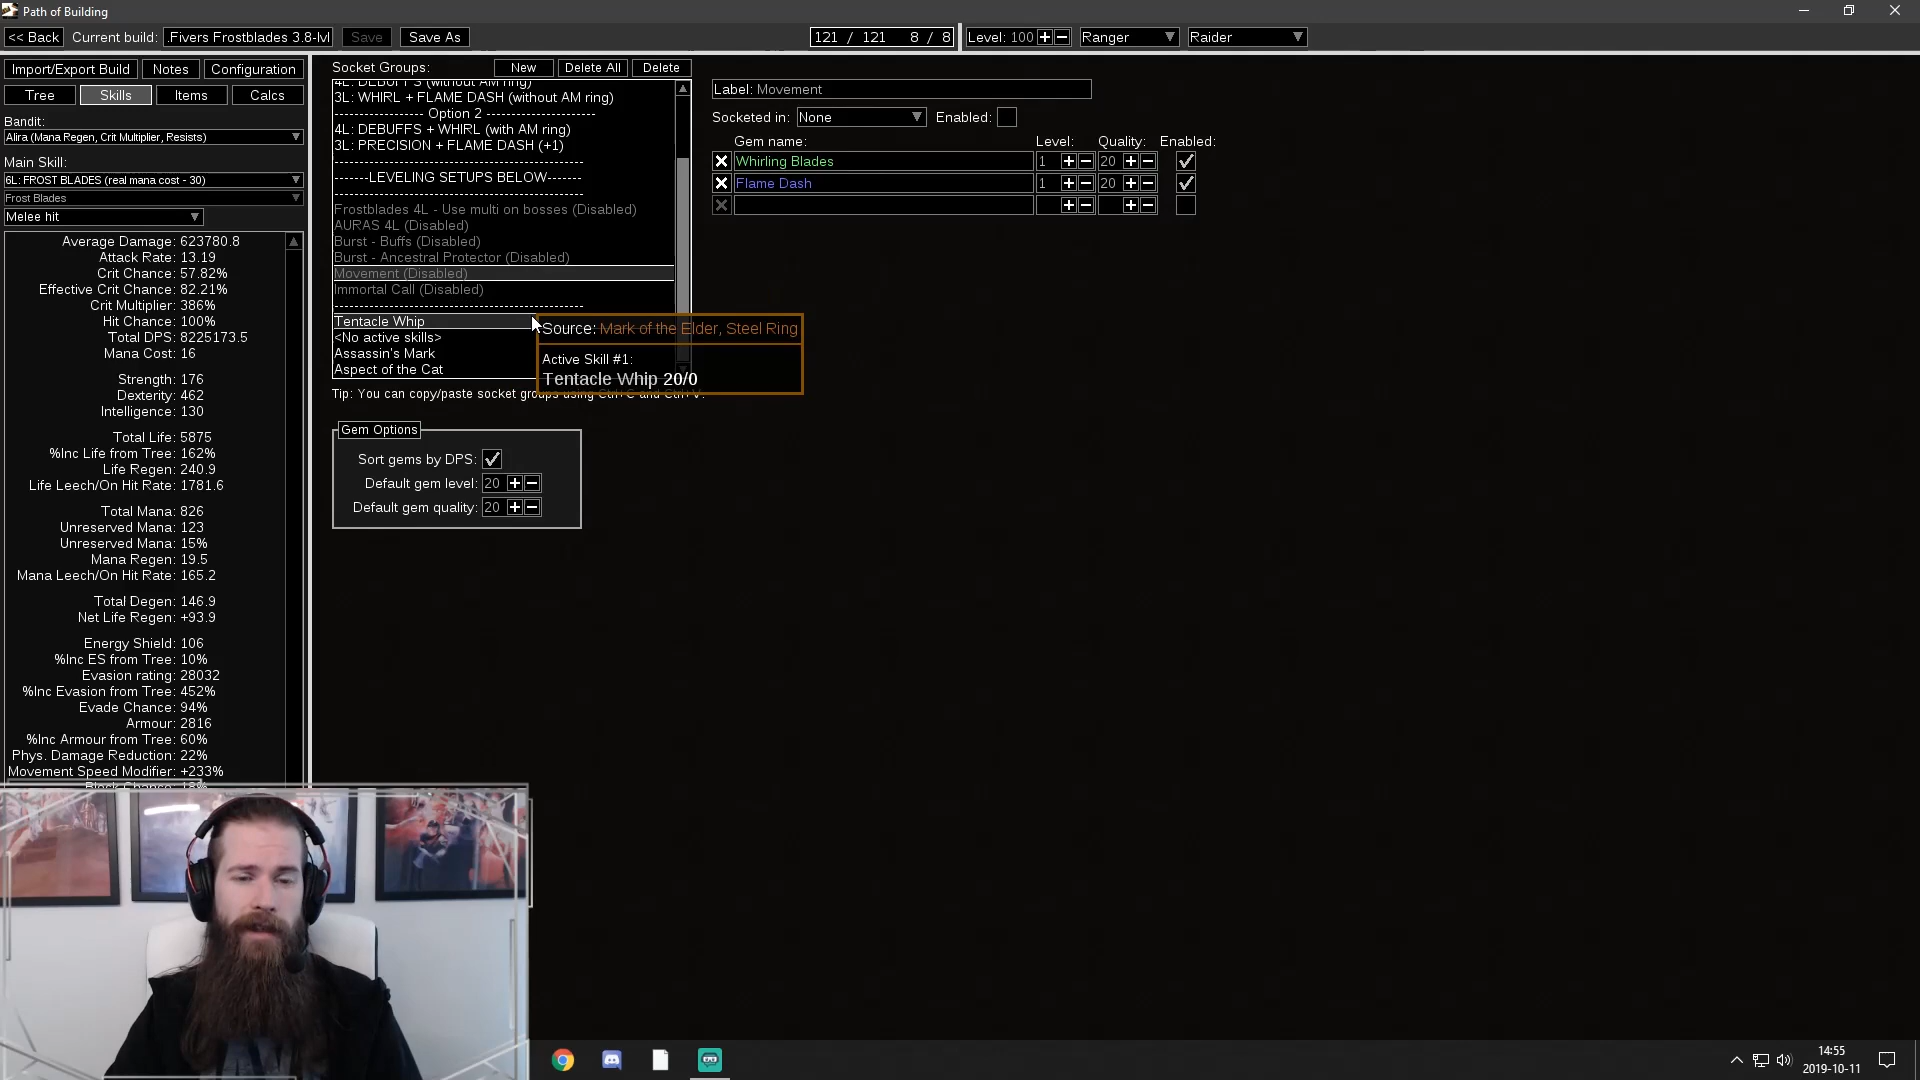 Path of Building
<< Back Current build: .Fivers Frostblades 3.8-lvl Save Save As 121 / 121 8 / 8 Level: 100 Ranger Raider
Import/Export Build Notes Configuration
Tree Skills Items Calcs
Bandit:
Alira (Mana Regen, Crit Multiplier, Resists)
Main Skill:
6L: FROST BLADES (real mana cost - 30)
Frost Blades
Melee hit
Average Damage: 623780.8
Attack Rate: 13.19
Crit Chance: 57.82%
Effective Crit Chance: 82.21%
Crit Multiplier: 386%
Hit Chance: 100%
Total DPS: 8225173.5
Mana Cost: 16
Strength: 176
Dexterity: 462
Intelligence: 130
Total Life: 5875
%Inc Life from Tree: 162%
Life Regen: 240.9
Life Leech/On Hit Rate: 1781.6
Total Mana: 826
Unreserved Mana: 123
Unreserved Mana: 15%
Mana Regen: 19.5
Mana Leech/On Hit Rate: 165.2
Total Degen: 146.9
Net Life Regen: +93.9
Energy Shield: 106
%Inc ES from Tree: 10%
Evasion rating: 28032
%Inc Evasion from Tree: 452%
Evade Chance: 94%
Armour: 2816
%Inc Armour from Tree: 60%
Phys. Damage Reduction: 22%
Movement Speed Modifier: +233%
Socket Groups: New Delete All Delete
4L: DEBUFFS (without AM ring)
3L: WHIRL + FLAME DASH (without AM ring)
------------------ Option 2 ----------------------
4L: DEBUFFS + WHIRL (with AM ring)
3L: PRECISION + FLAME DASH (+1)
--------------------------------------------------
-------LEVELING SETUPS BELOW-------
--------------------------------------------------
Frostblades 4L - Use multi on bosses (Disabled)
AURAS 4L (Disabled)
Burst - Buffs (Disabled)
Burst - Ancestral Protector (Disabled)
Movement (Disabled)
Immortal Call (Disabled)
--------------------------------------------------
Tentacle Whip
<No active skills>
Assassin's Mark
Aspect of the Cat
Source: Mark of the Elder, Steel Ring
Active Skill #1:
Tentacle Whip 20/0
Tip: You can copy/paste socket groups using Ctrl+C and Ctrl+V.
Gem Options
Sort gems by DPS:
Default gem level: 20
Default gem quality: 20
Label: Movement
Socketed in: None Enabled:
Gem name: Level: Quality: Enabled:
Whirling Blades 1 20
Flame Dash 1 20
14:55
2019-10-11